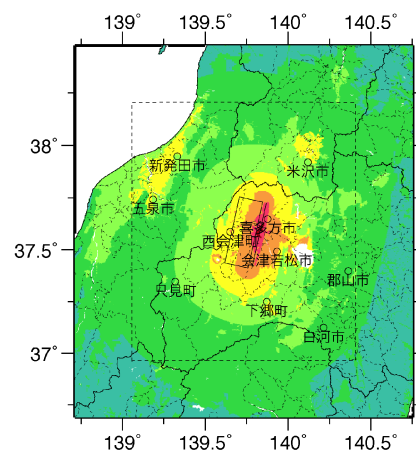 139° 139.5° 140° 140.5°
38°
新発田市
米沢市
五泉市
喜多方市
西会津町
37.5°
会津若松市
郡山市
只見町
下郷町
白河市
37°
139° 139.5° 140° 140.5°